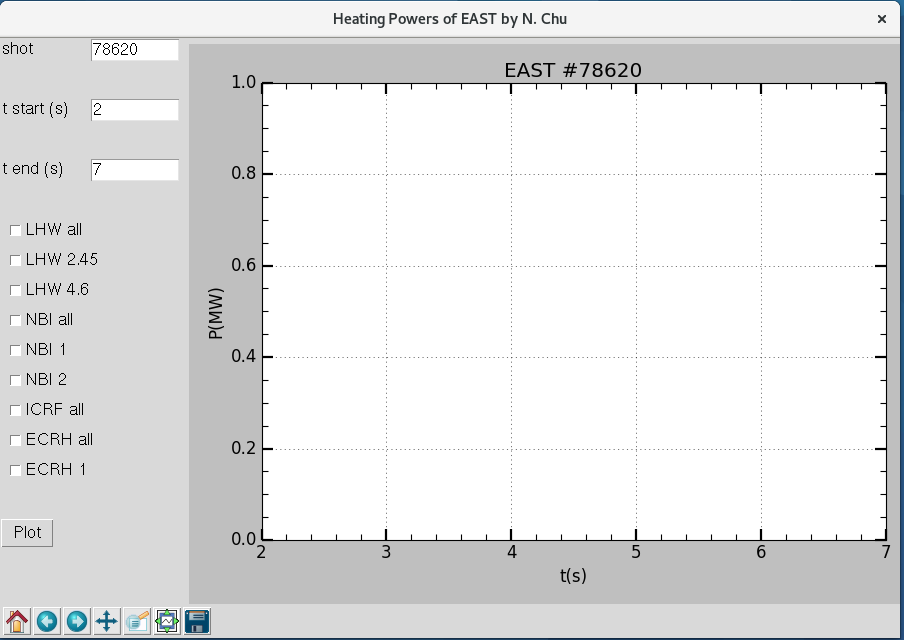 Heating Powers of EAST by N. Chu ×
shot 78620
t start (s) 2
t end (s) 7
LHW all
LHW 2.45
LHW 4.6
NBI all
NBI 1
NBI 2
ICRF all
ECRH all
ECRH 1
Plot
EAST #78620
1.0
0.8
0.6
0.4
0.2
0.0
P(MW)
2 3 4 5 6 7
t(s)